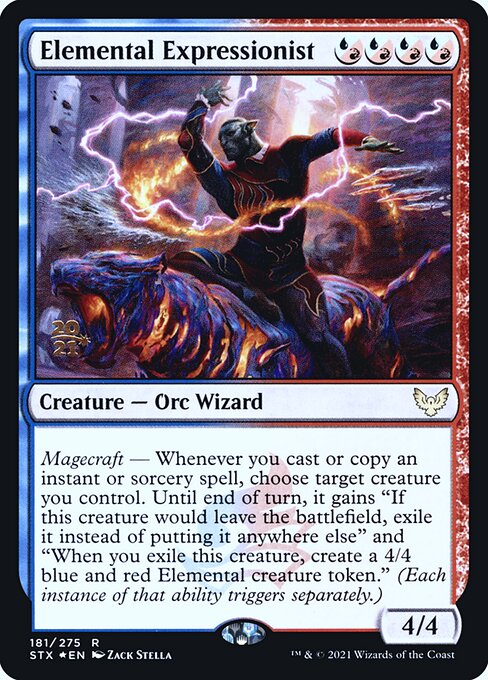 Elemental Expressionist
20
21
Creature — Orc Wizard
Magecraft — Whenever you cast or copy an
instant or sorcery spell, choose target creature
you control. Until end of turn, it gains “If
this creature would leave the battlefield, exile
it instead of putting it anywhere else” and
“When you exile this creature, create a 4/4
blue and red Elemental creature token.” (Each
instance of that ability triggers separately.)
4/4
181/275 R
STX ★ EN Zack Stella
™ & © 2021 Wizards of the Coast